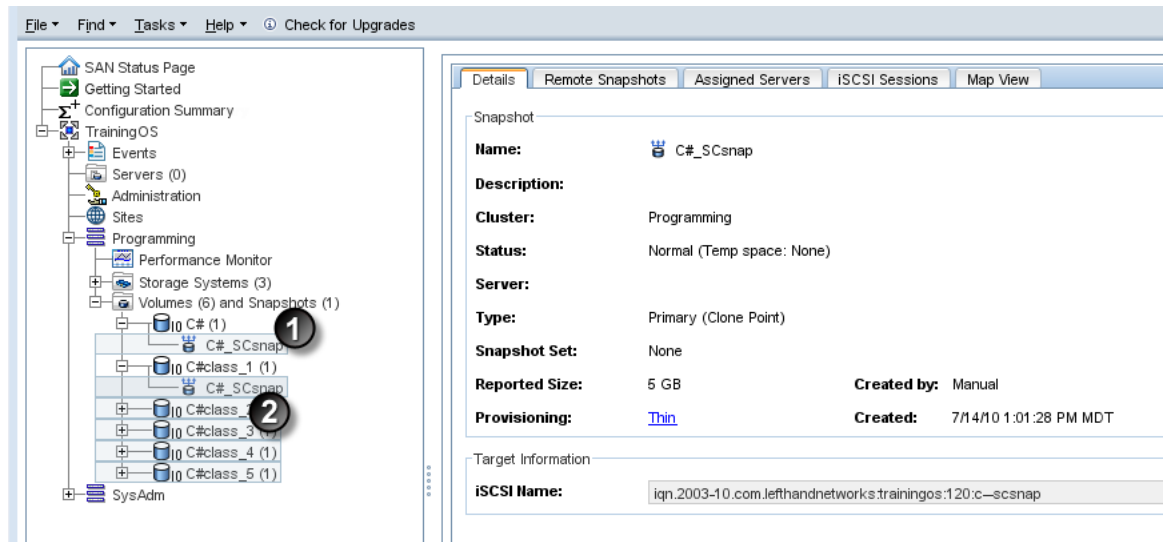 File Find Tasks Help Check for Upgrades
SAN Status Page
Getting Started
Configuration Summary
TrainingOS
Events
Servers (0)
Administration
Sites
Programming
Performance Monitor
Storage Systems (3)
Volumes (6) and Snapshots (1)
C# (1)
1
C#_SCsnap
C#class_1 (1)
C#_SCsnap
C#class_2
2
C#class_3 (1)
C#class_4 (1)
C#class_5 (1)
SysAdm
Details Remote Snapshots Assigned Servers iSCSI Sessions Map View
Snapshot
Name: C#_SCsnap
Description:
Cluster: Programming
Status: Normal (Temp space: None)
Server:
Type: Primary (Clone Point)
Snapshot Set: None
Reported Size: 5 GB Created by: Manual
Provisioning: Thin Created: 7/14/10 1:01:28 PM MDT
Target Information
iSCSI Name: iqn.2003-10.com.lefthandnetworks:trainingos:120:c--scsnap